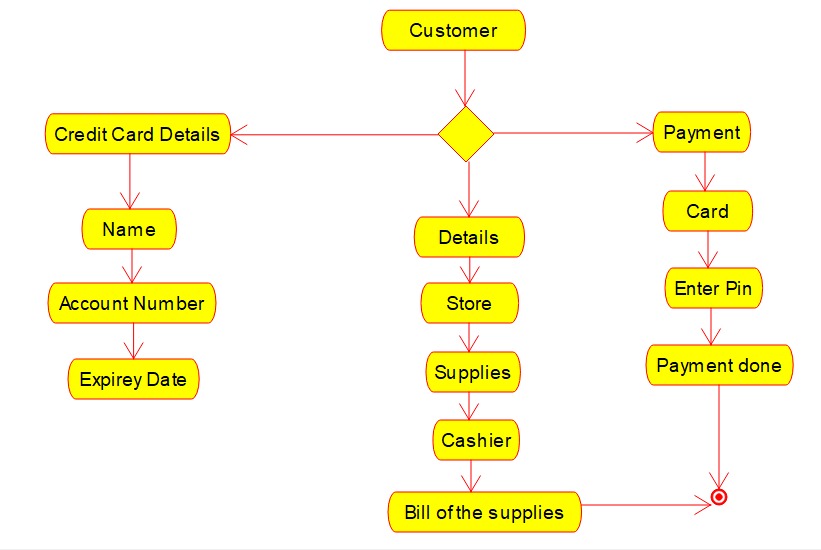 Customer
Credit Card Details
Payment
Name
Card
Details
Account Number
Store
Enter Pin
Expirey Date
Supplies
Payment done
Cashier
Bill of the supplies